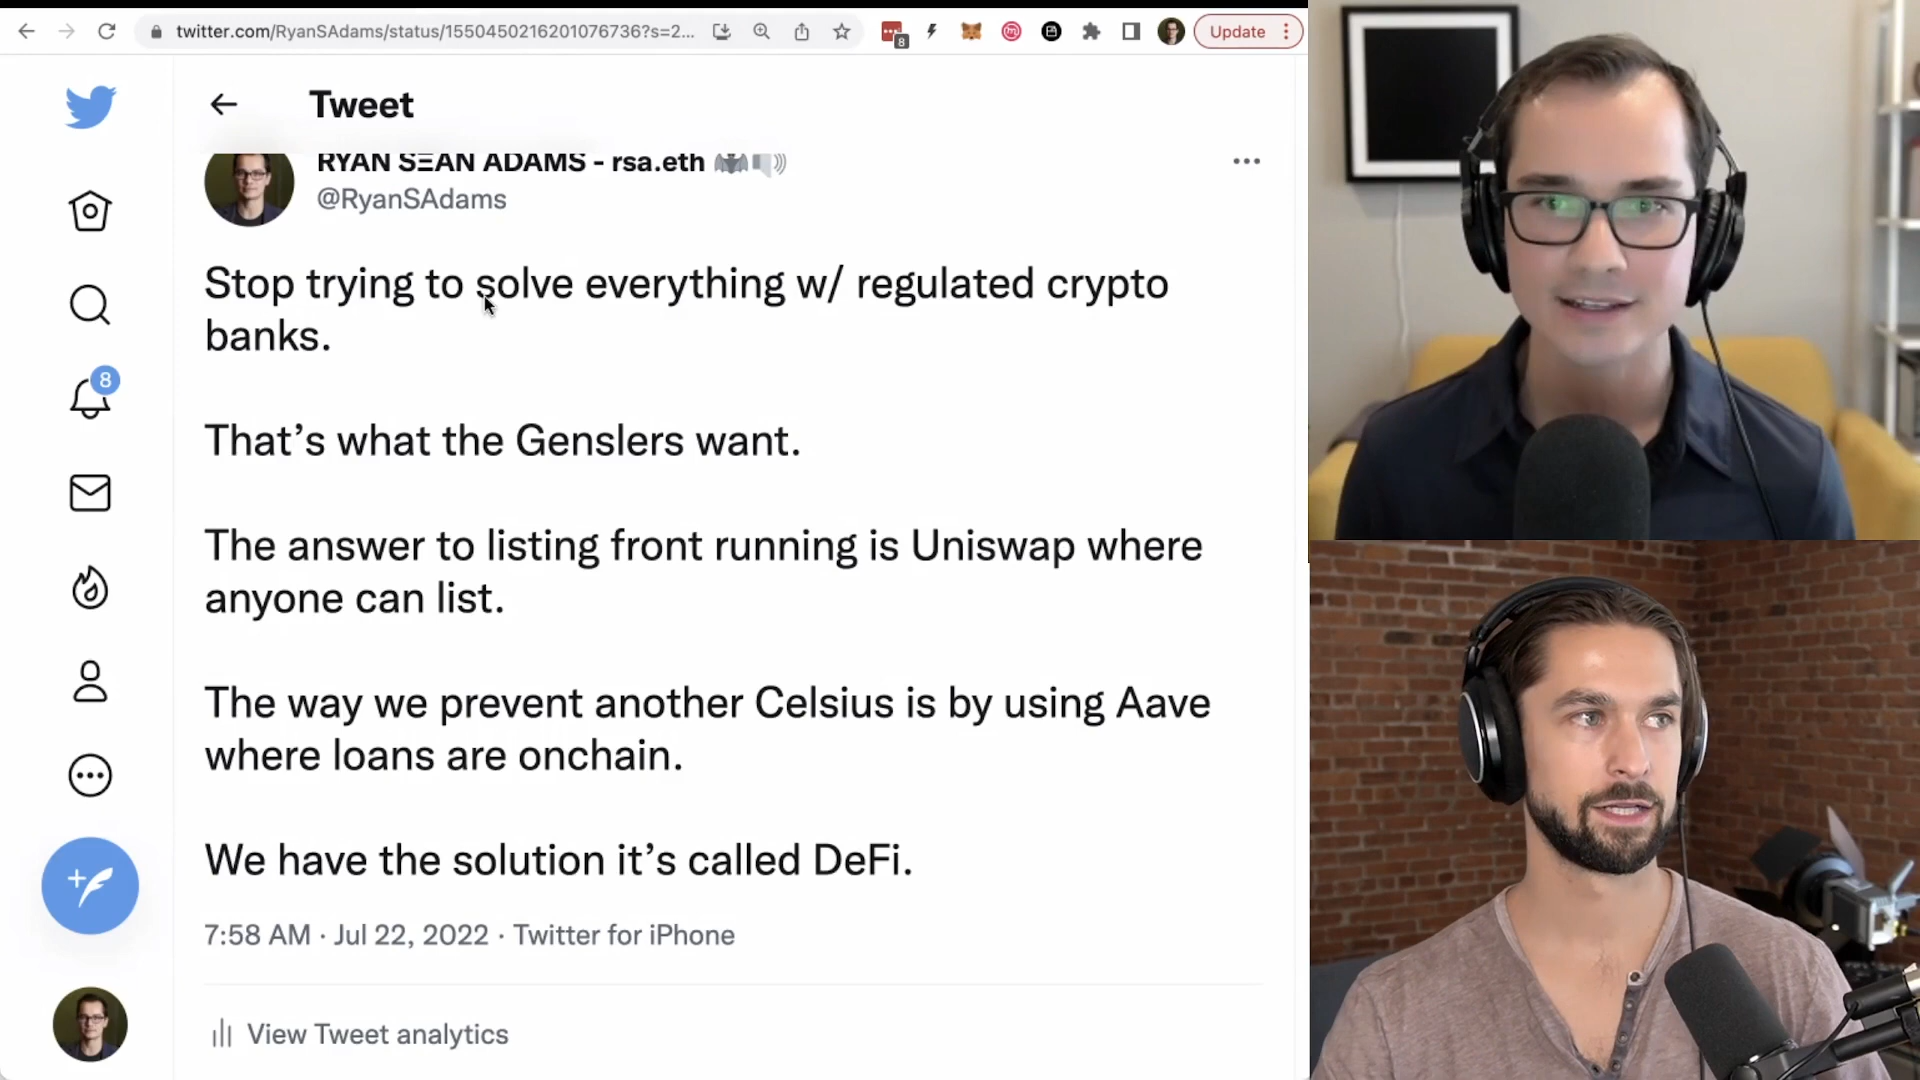 twitter.com/RyanSAdams/status/1550450216201076736?s=2...
8
Update
Tweet
RYAN SΞAN ADAMS - rsa.eth 🦇🔊
@RyanSAdams
8
Stop trying to solve everything w/ regulated crypto
banks.
That’s what the Genslers want.
The answer to listing front running is Uniswap where
anyone can list.
The way we prevent another Celsius is by using Aave
where loans are onchain.
We have the solution it’s called DeFi.
7:58 AM · Jul 22, 2022 · Twitter for iPhone
View Tweet analytics